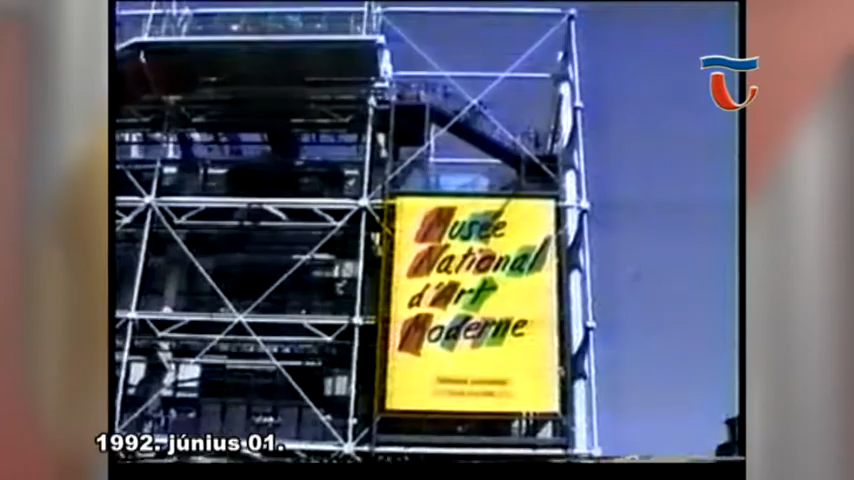 Musée
National
d'Art
Moderne
1992. június 01.